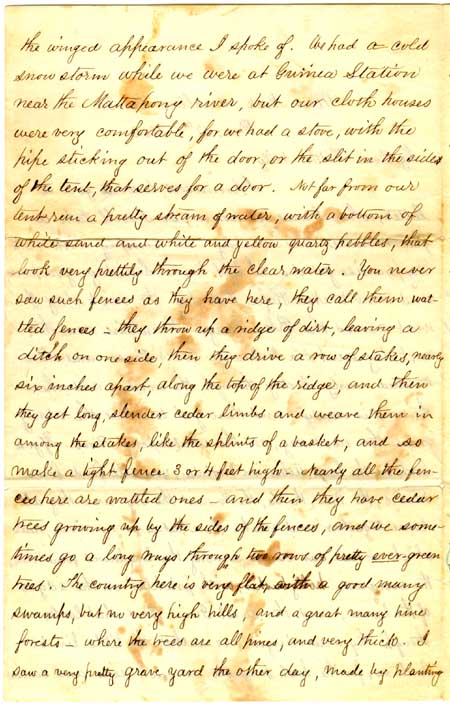 the winged appearance I spoke of. We had a cold
snow storm while we were at Guinea Station
near the Mattapony river, but our cloth houses
were very comfortable, for we had a stove, with the
pipe sticking out of the door, or the slit in the sides
of the tent, that serves for a door. Not far from our
tent run a pretty stream of water, with a bottom of
white sand and white and yellow quartz pebbles, that
look very prettily through the clear water. You never
saw such fences as they have here, they call them wat-
tled fences - they throw up a ridge of dirt, leaving a
ditch on one side, then they drive a row of stakes, nearly
six inches apart, along the top of the ridge, and then
they get long, slender cedar limbs and weave them in
among the stakes, like the splints of a basket, and so
make a tight fence 3 or 4 feet high - Nearly all the fen-
ces here are wattled ones - and then they have cedar
trees growing up by the sides of the fences, and we some-
times go a long ways through two rows of pretty ever-green
trees. The country here is very flat, with a good many
swamps, but no very high hills, and a great many pine
forests - where the trees are all pines, and very thick. I
saw a very pretty grave yard the other day, made by planting